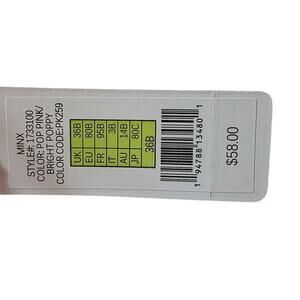 MINX
STYLE#: 1733100
COLOR: POP PINK/
BRIGHT POPPY
COLOR CODE:PK259
UK 36B
EU 80B
FR 95B
IT 3B
AU 14B
JP 80C
36B
1 94788 13480 1
$58.00